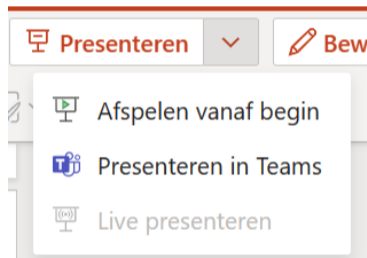 Presenteren
Bew
Afspelen vanaf begin
Presenteren in Teams
Live presenteren